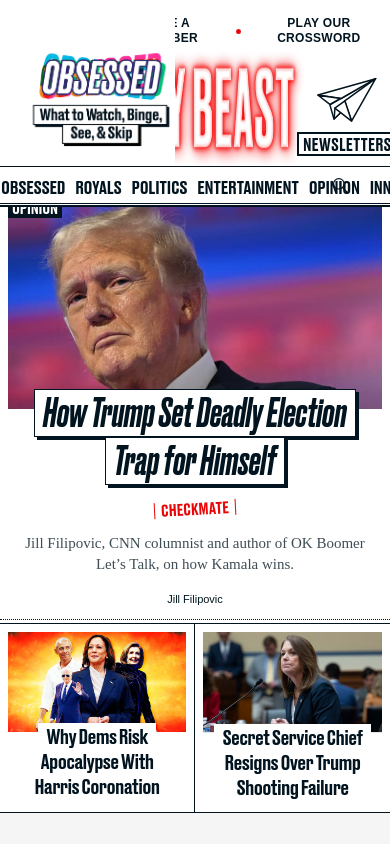 PLAY OUR
CROSSWORD
OBSESSED
What to Watch, Binge,
See, & Skip
BEAST
NEWSLETTERS
OBSESSED ROYALS POLITICS ENTERTAINMENT OPINION INN
OPINION
How Trump Set Deadly Election
Trap for Himself
CHECKMATE
Jill Filipovic, CNN columnist and author of OK Boomer
Let’s Talk, on how Kamala wins.
Jill Filipovic
Why Dems Risk
Apocalypse With
Harris Coronation
Secret Service Chief
Resigns Over Trump
Shooting Failure